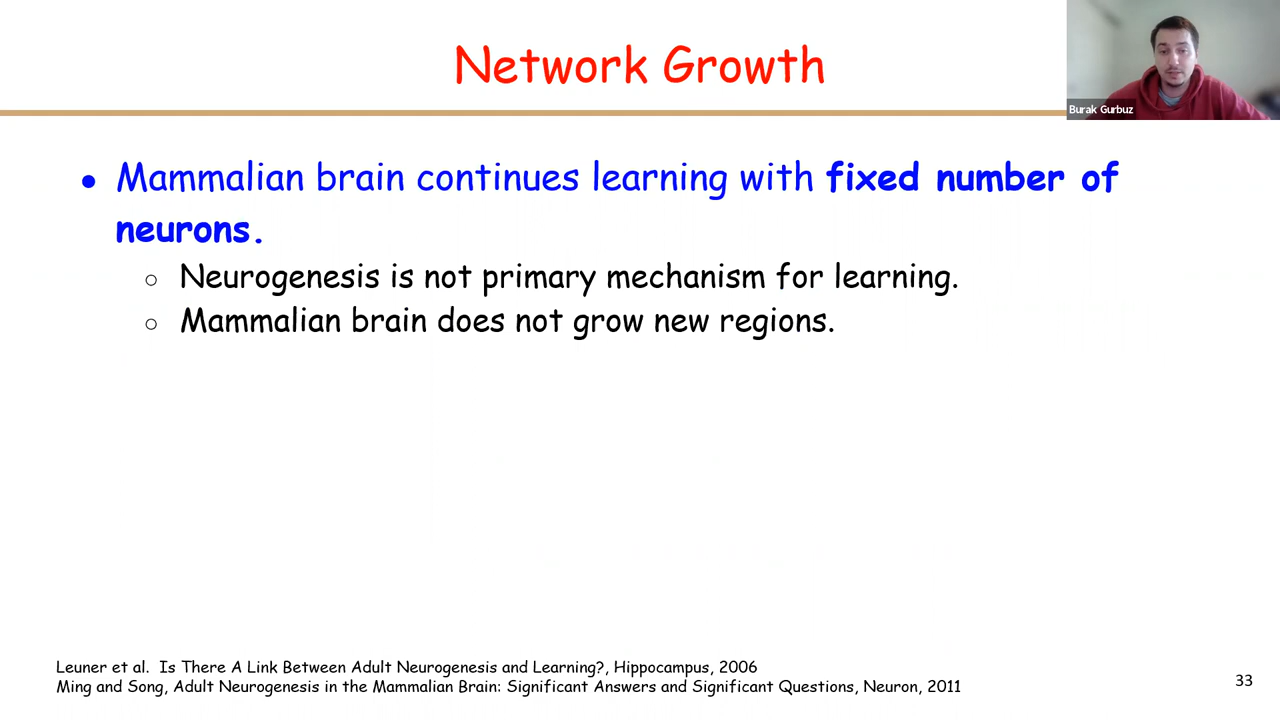 Network Growth
Burak Gurbuz
• Mammalian brain continues learning with fixed number of
neurons.
○ Neurogenesis is not primary mechanism for learning.
○ Mammalian brain does not grow new regions.
Leuner et al. Is There A Link Between Adult Neurogenesis and Learning?, Hippocampus, 2006
Ming and Song, Adult Neurogenesis in the Mammalian Brain: Significant Answers and Significant Questions, Neuron, 2011
33